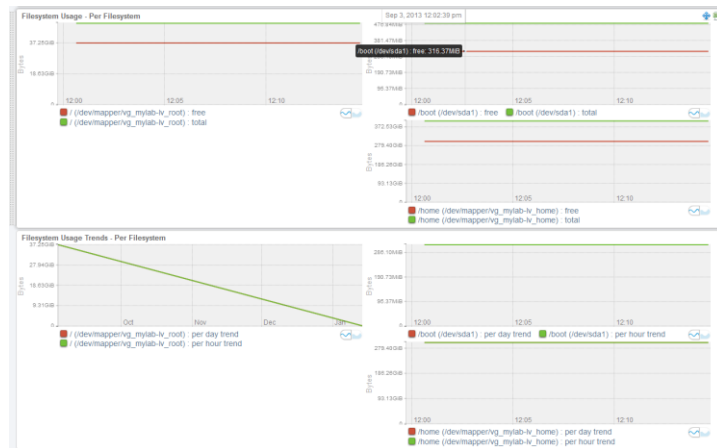 Filesystem Usage - Per Filesystem
Sep 3, 2013 12:02:39 pm
37.25GiB
18.63GiB
Bytes
12:00
12:05
12:10
/ (/dev/mapper/vg_mylab-lv_root) : free
/ (/dev/mapper/vg_mylab-lv_root) : total
/boot (/dev/sda1) : free: 315.37MiB
Bytes
0
12:00
12:05
12:10
/boot (/dev/sda1) : free
/boot (/dev/sda1) : total
372.53GiB
279.40GiB
186.26GiB
93.13GiB
0
Bytes
12:00
12:05
12:10
/home (/dev/mapper/vg_mylab-lv_home) : free
/home (/dev/mapper/vg_mylab-lv_home) : total
Filesystem Usage Trends - Per Filesystem
37.25GiB
27.94GiB
18.63GiB
9.31GiB
0
Bytes
Oct
Nov
Dec
Jan
/ (/dev/mapper/vg_mylab-lv_root) : per day trend
/ (/dev/mapper/vg_mylab-lv_root) : per hour trend
Bytes
0
12:00
12:05
12:10
/boot (/dev/sda1) : per day trend
/boot (/dev/sda1) : per hour trend
279.40GiB
186.26GiB
93.13GiB
0
Bytes
12:00
12:05
12:10
/home (/dev/mapper/vg_mylab-lv_home) : per day trend
/home (/dev/mapper/vg_mylab-lv_home) : per hour trend